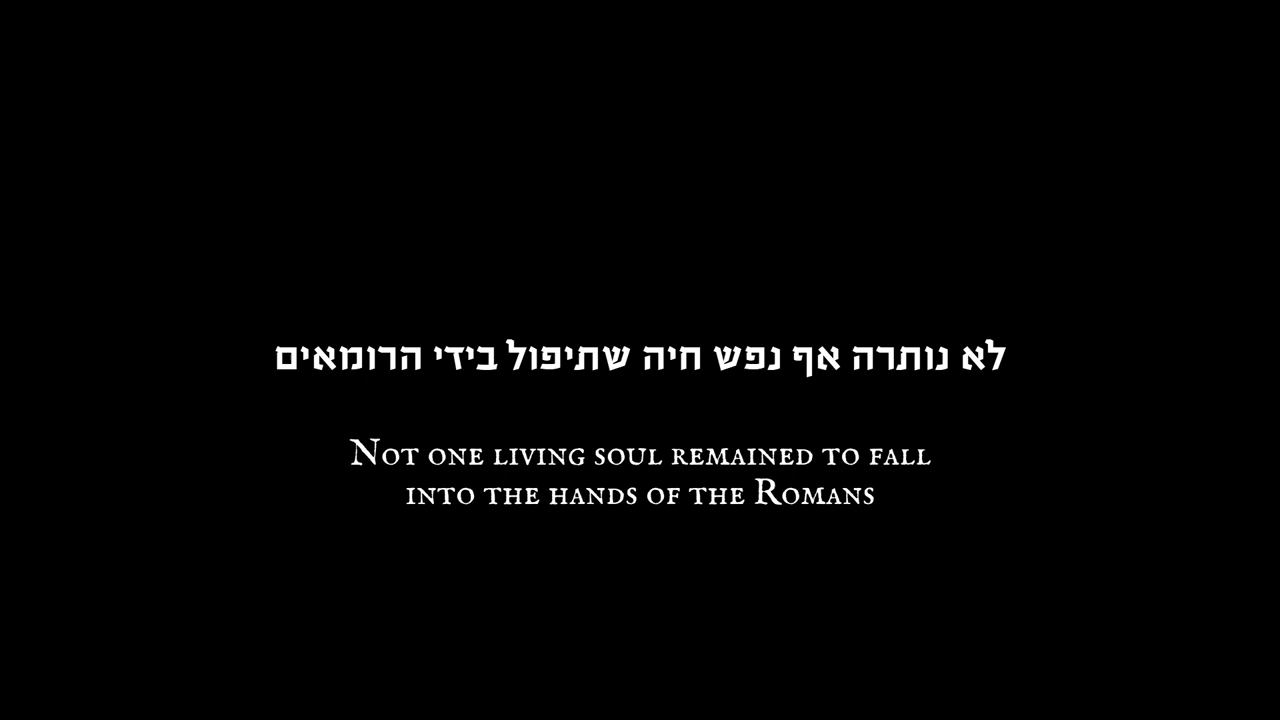 לא נותרה אף נפש חיה שתיפול בידי הרומאים
Not one living soul remained to fall
into the hands of the Romans